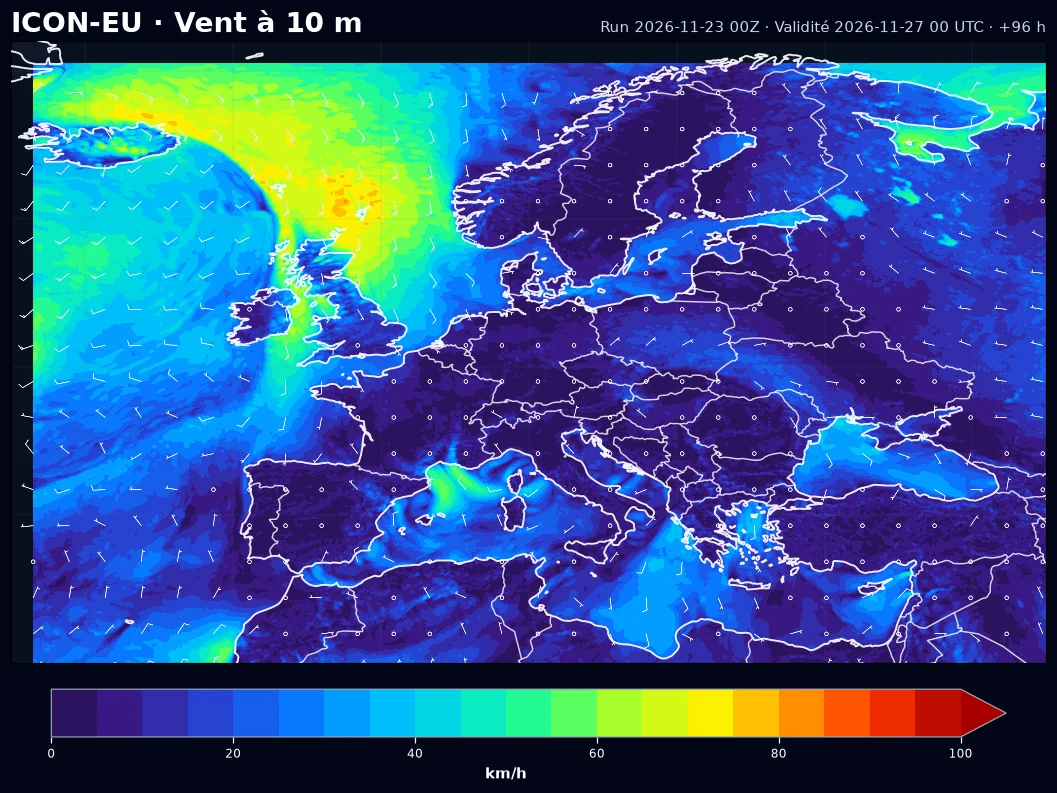 ICON-EU · Vent à 10 m
Run 2026-11-23 00Z · Validité 2026-11-27 00 UTC · +96 h
0 20 40 60 80 100
km/h